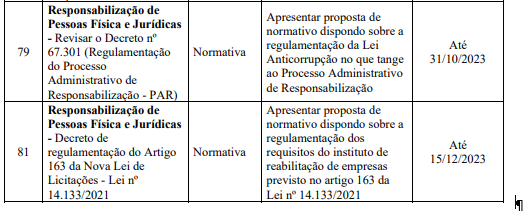 79
Responsabilização de
Pessoas Física e Jurídicas
- Revisar o Decreto nº
67.301 (Regulamentação
do Processo
Administrativo de
Responsabilização - PAR)
Normativa
Apresentar proposta de
normativo dispondo sobre a
regulamentação da Lei
Anticorrupção no que tange
ao Processo Administrativo
de Responsabilização
Até
31/10/2023
81
Responsabilização de
Pessoas Física e Jurídicas
- Decreto de
regulamentação do Artigo
163 da Nova Lei de
Licitações - Lei nº
14.133/2021
Normativa
Apresentar proposta de
normativo dispondo sobre a
regulamentação dos
requisitos do instituto de
reabilitação de empresas
previsto no artigo 163 da
Lei nº 14.133/2021
Até
15/12/2023
¶